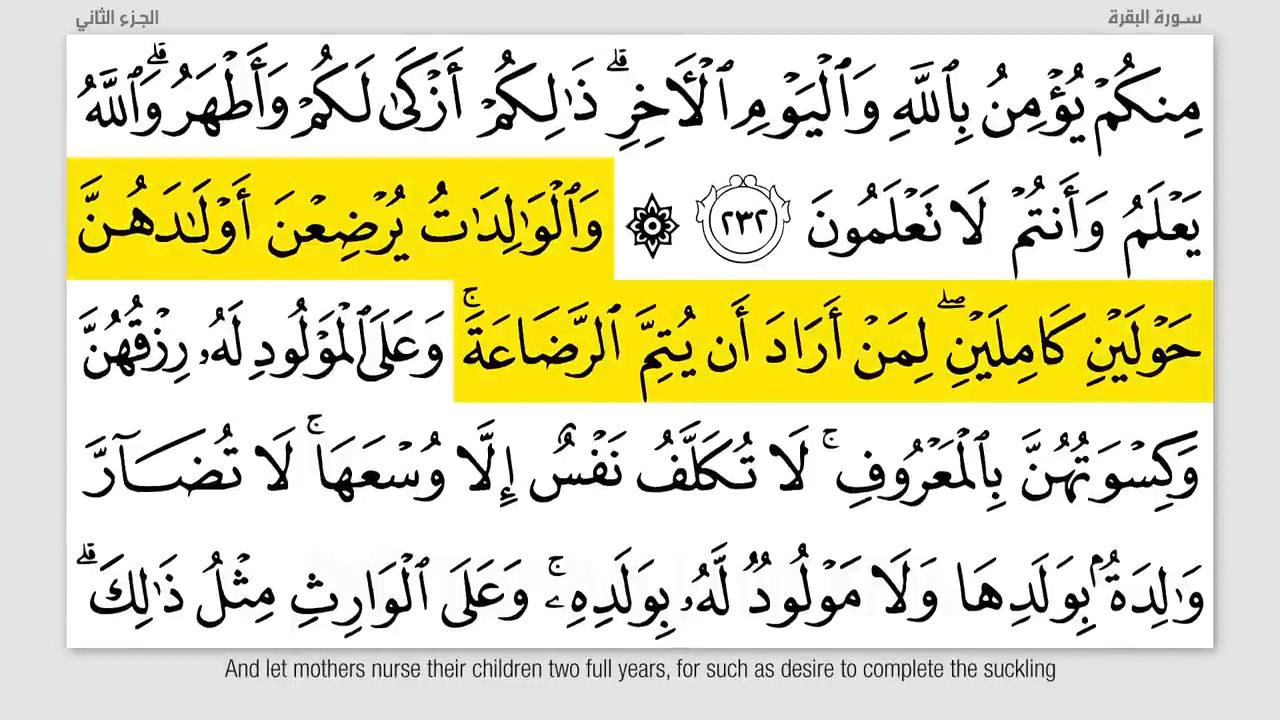 سورة البقرة
الجزء الثاني
مِنكُمْ يُؤْمِنُ بِٱللَّهِ وَٱلْيَوْمِ ٱلْأَخِرِ ۗ ذَٰلِكُمْ أَزْكَىٰ لَكُمْ وَأَطْهَرُ ۗ وَٱللَّهُ
يَعْلَمُ وَأَنتُمْ لَا تَعْلَمُونَ ٢٣٢ ۞ وَٱلْوَٰلِدَٰتُ يُرْضِعْنَ أَوْلَٰدَهُنَّ
حَوْلَيْنِ كَامِلَيْنِ ۖ لِمَنْ أَرَادَ أَن يُتِمَّ ٱلرَّضَاعَةَ ۚ وَعَلَى ٱلْمَوْلُودِ لَهُۥ رِزْقُهُنَّ
وَكِسْوَتُهُنَّ بِٱلْمَعْرُوفِ ۚ لَا تُكَلَّفُ نَفْسٌ إِلَّا وُسْعَهَا ۚ لَا تُضَآرَّ
وَٰلِدَةٌۢ بِوَلَدِهَا وَلَا مَوْلُودٌ لَّهُۥ بِوَلَدِهِۦ ۚ وَعَلَى ٱلْوَارِثِ مِثْلُ ذَٰلِكَ ۗ
And let mothers nurse their children two full years, for such as desire to complete the suckling